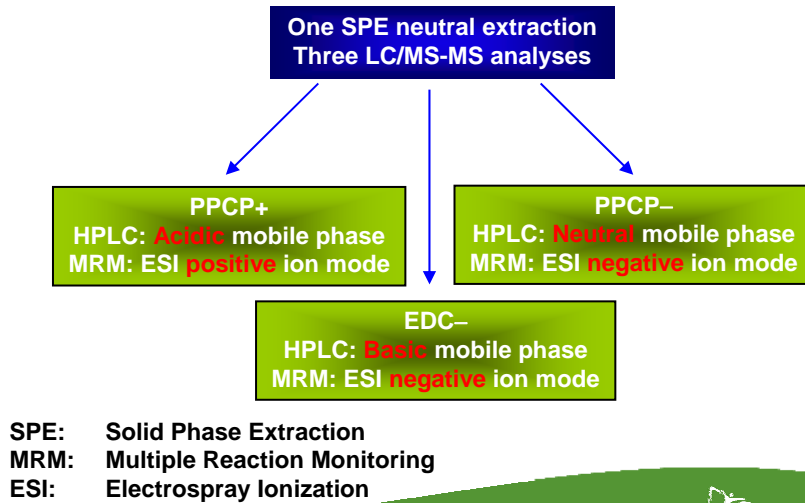 One SPE neutral extraction
Three LC/MS-MS analyses
PPCP+
HPLC: Acidic mobile phase
MRM: ESI positive ion mode
PPCP–
HPLC: Neutral mobile phase
MRM: ESI negative ion mode
EDC–
HPLC: Basic mobile phase
MRM: ESI negative ion mode
SPE: Solid Phase Extraction
MRM: Multiple Reaction Monitoring
ESI: Electrospray Ionization